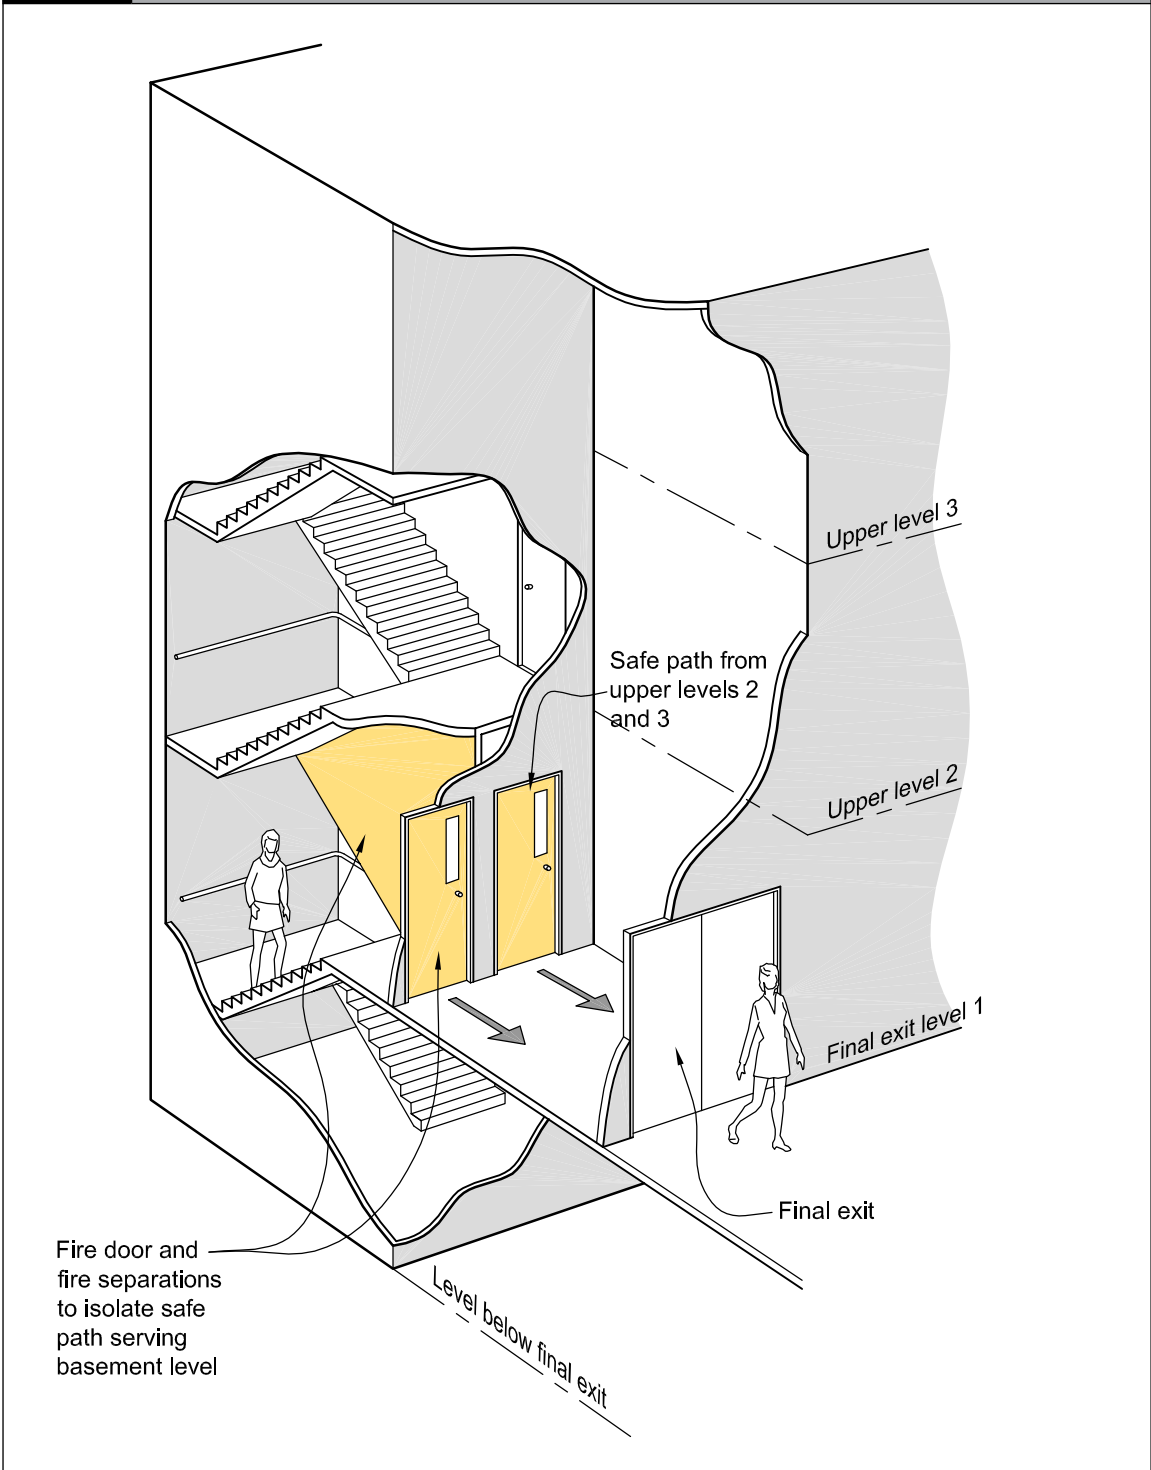 Upper level 3
Safe path from
upper levels 2
and 3
Upper level 2
Final exit level 1
Final exit
Fire door and
fire separations
to isolate safe
path serving
basement level
Level below final exit